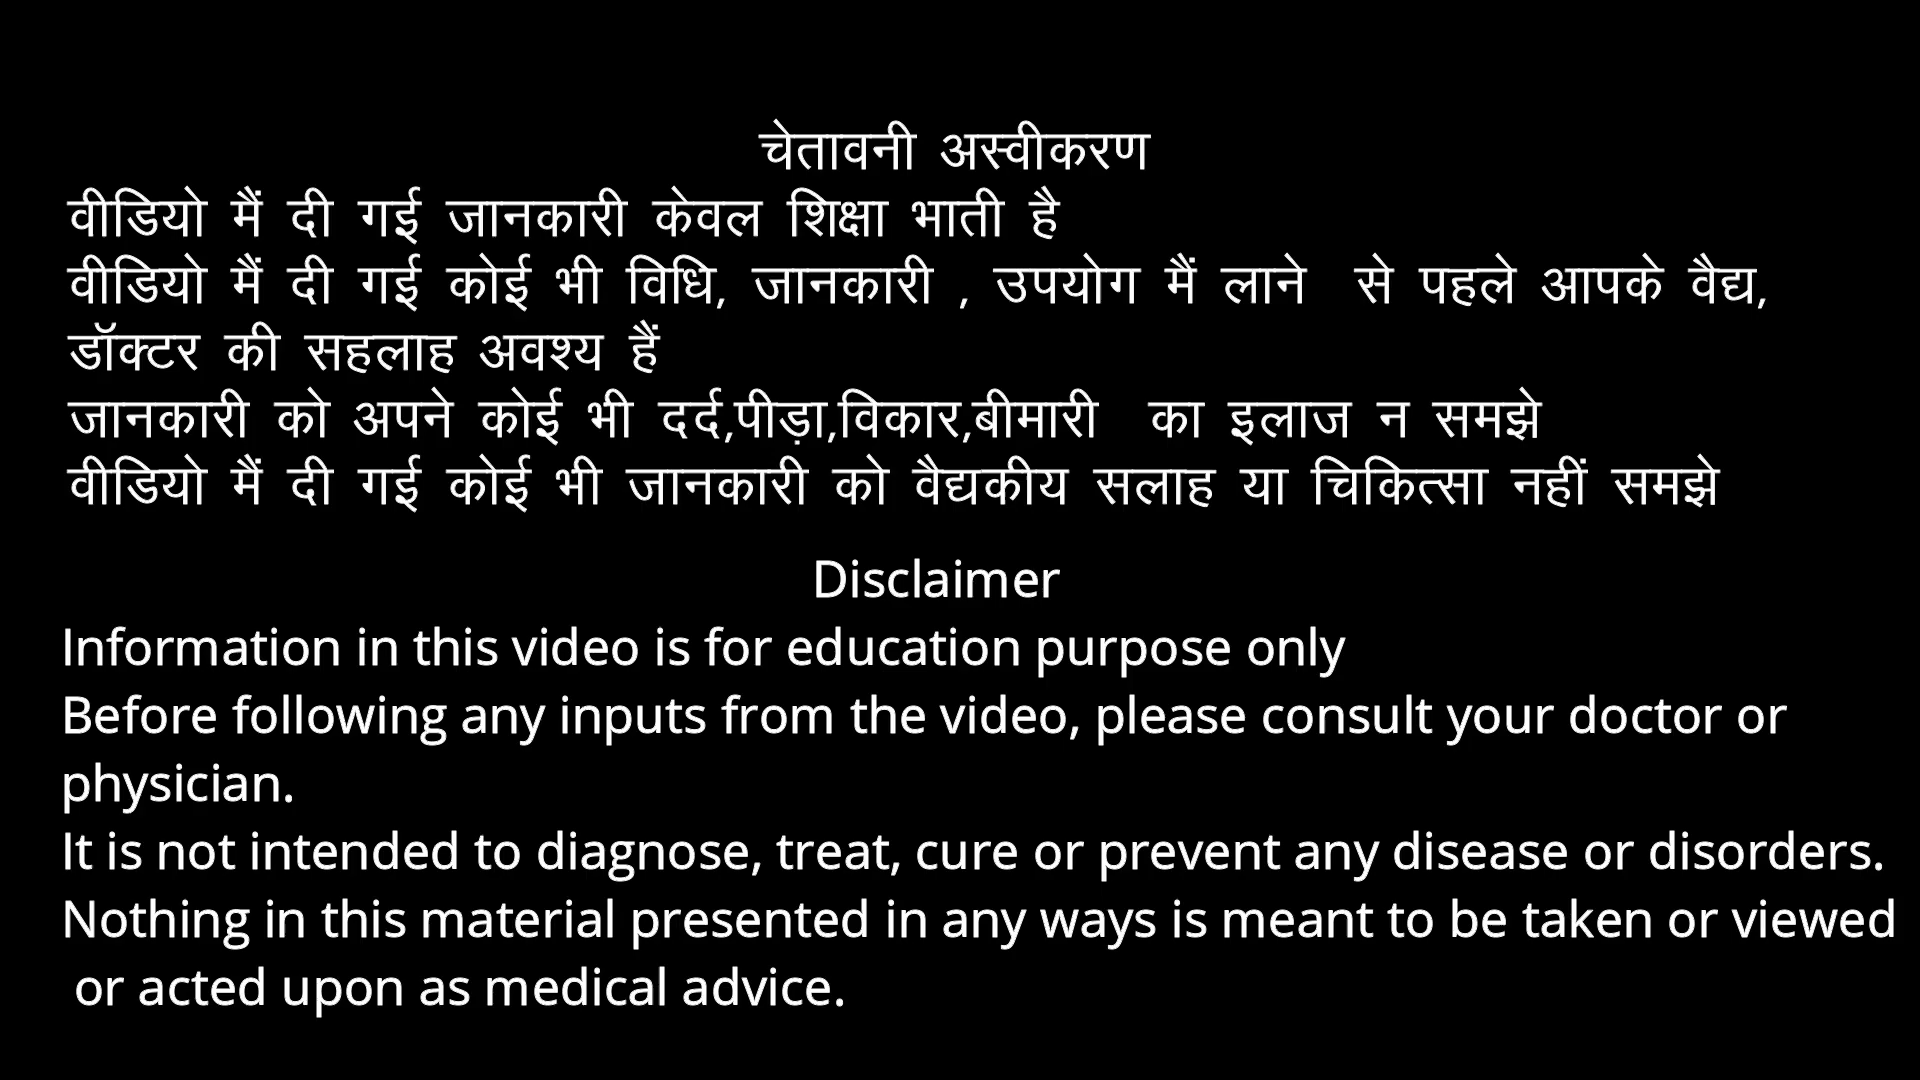 चेतावनी अस्वीकरण
वीडियो मैं दी गई जानकारी केवल शिक्षा भाती है
वीडियो मैं दी गई कोई भी विधि, जानकारी , उपयोग मैं लाने से पहले आपके वैद्य,
डॉक्टर की सहलाह अवश्य हैं
जानकारी को अपने कोई भी दर्द,पीड़ा,विकार,बीमारी का इलाज न समझे
वीडियो मैं दी गई कोई भी जानकारी को वैद्यकीय सलाह या चिकित्सा नहीं समझे
Disclaimer
Information in this video is for education purpose only
Before following any inputs from the video, please consult your doctor or
physician.
It is not intended to diagnose, treat, cure or prevent any disease or disorders.
Nothing in this material presented in any ways is meant to be taken or viewed
or acted upon as medical advice.